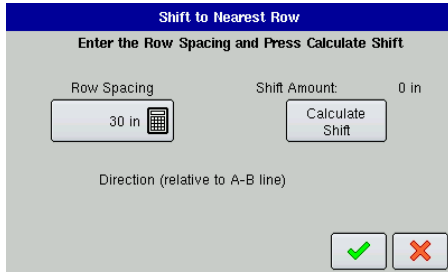 Shift to Nearest Row
Enter the Row Spacing and Press Calculate Shift
Row Spacing
30 in
Shift Amount: 0 in
Calculate
Shift
Direction (relative to A-B line)